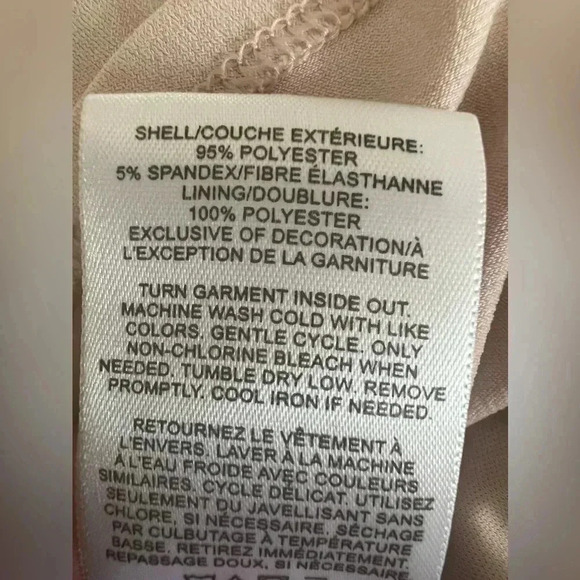 SHELL/COUCHE EXTÉRIEURE:
95% POLYESTER
5% SPANDEX/FIBRE ÉLASTHANNE
LINING/DOUBLURE:
100% POLYESTER
EXCLUSIVE OF DECORATION/À
L'EXCEPTION DE LA GARNITURE
TURN GARMENT INSIDE OUT.
MACHINE WASH COLD WITH LIKE
COLORS, GENTLE CYCLE. ONLY
NON-CHLORINE BLEACH WHEN
NEEDED. TUMBLE DRY LOW. REMOVE
PROMPTLY. COOL IRON IF NEEDED.
RETOURNEZ LE VÊTEMENT À
L'ENVERS. LAVER À LA MACHINE
À L'EAU FROIDE AVEC COULEURS
SIMILAIRES, CYCLE DÉLICAT. UTILISEZ
SEULEMENT DU JAVELLISANT SANS
CHLORE, SI NÉCESSAIRE. SÉCHAGE
PAR CULBUTAGE À TEMPÉRATURE
BASSE. RETIREZ IMMÉDIATEMENT.
REPASSAGE DOUX, SI NÉCESSAIRE